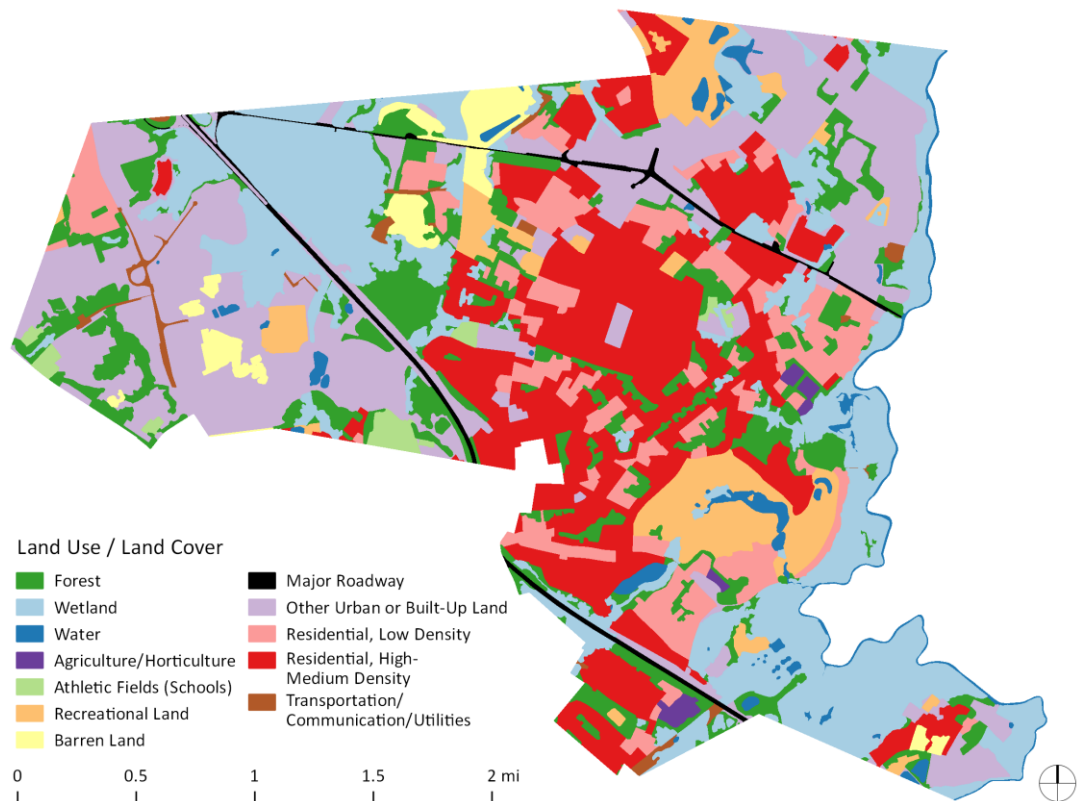 Land Use / Land Cover
Forest
Wetland
Water
Agriculture/Horticulture
Athletic Fields (Schools)
Recreational Land
Barren Land
Major Roadway
Other Urban or Built-Up Land
Residential, Low Density
Residential, High-
Medium Density
Transportation/
Communication/Utilities
0 0.5 1 1.5 2 mi